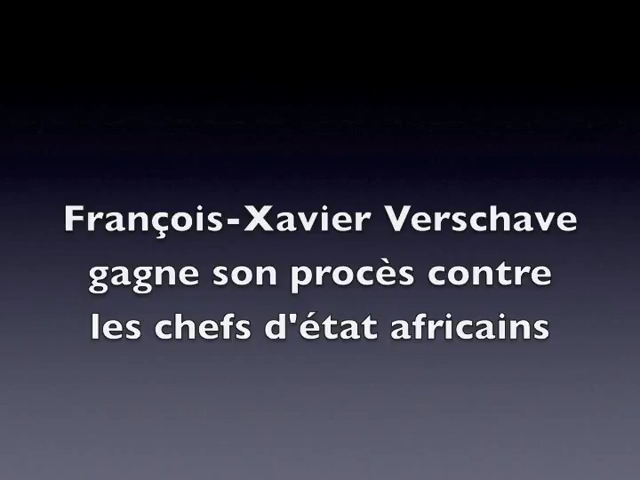 François-Xavier Verschave
gagne son procès contre
les chefs d'état africains